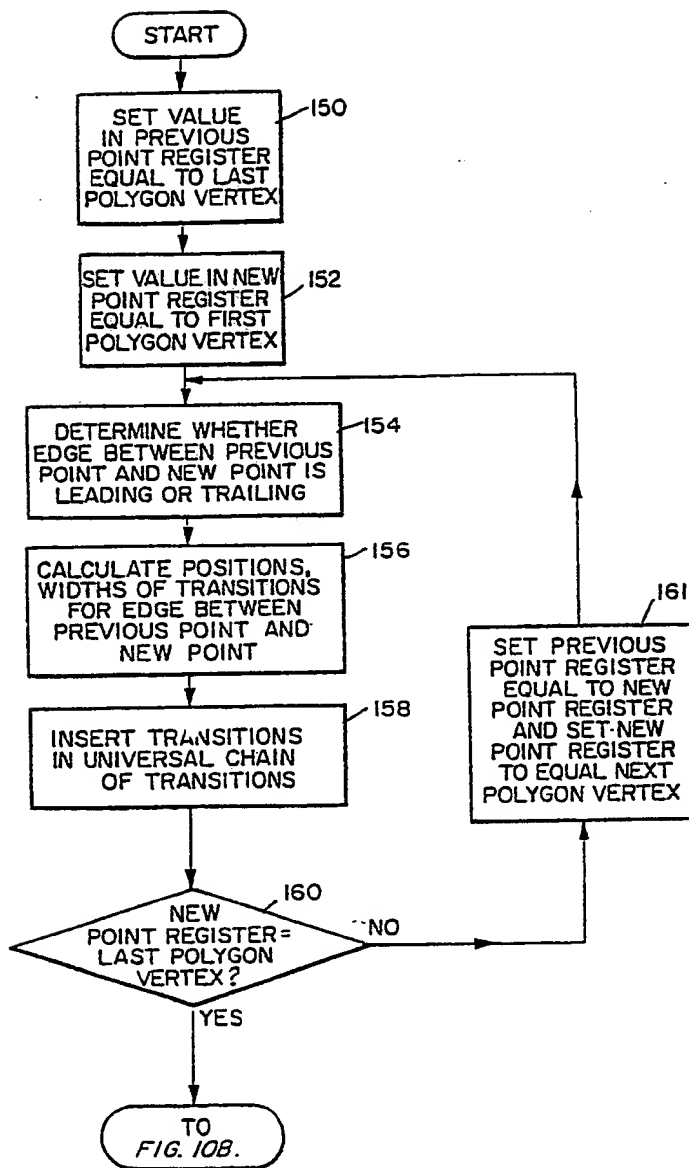 START
150
SET VALUE
IN PREVIOUS
POINT REGISTER
EQUAL TO LAST
POLYGON VERTEX
152
SET VALUE IN NEW
POINT REGISTER
EQUAL TO FIRST
POLYGON VERTEX
154
DETERMINE WHETHER
EDGE BETWEEN PREVIOUS
POINT AND NEW POINT IS
LEADING OR TRAILING
156
CALCULATE POSITIONS,
WIDTHS OF TRANSITIONS
FOR EDGE BETWEEN
PREVIOUS POINT AND
NEW POINT
158
INSERT TRANSITIONS
IN UNIVERSAL CHAIN
OF TRANSITIONS
160
NEW
POINT REGISTER=
LAST POLYGON
VERTEX?
NO
YES
161
SET PREVIOUS
POINT REGISTER
EQUAL TO NEW
POINT REGISTER
AND SET-NEW
POINT REGISTER
TO EQUAL NEXT
POLYGON VERTEX
TO
FIG. 10B.